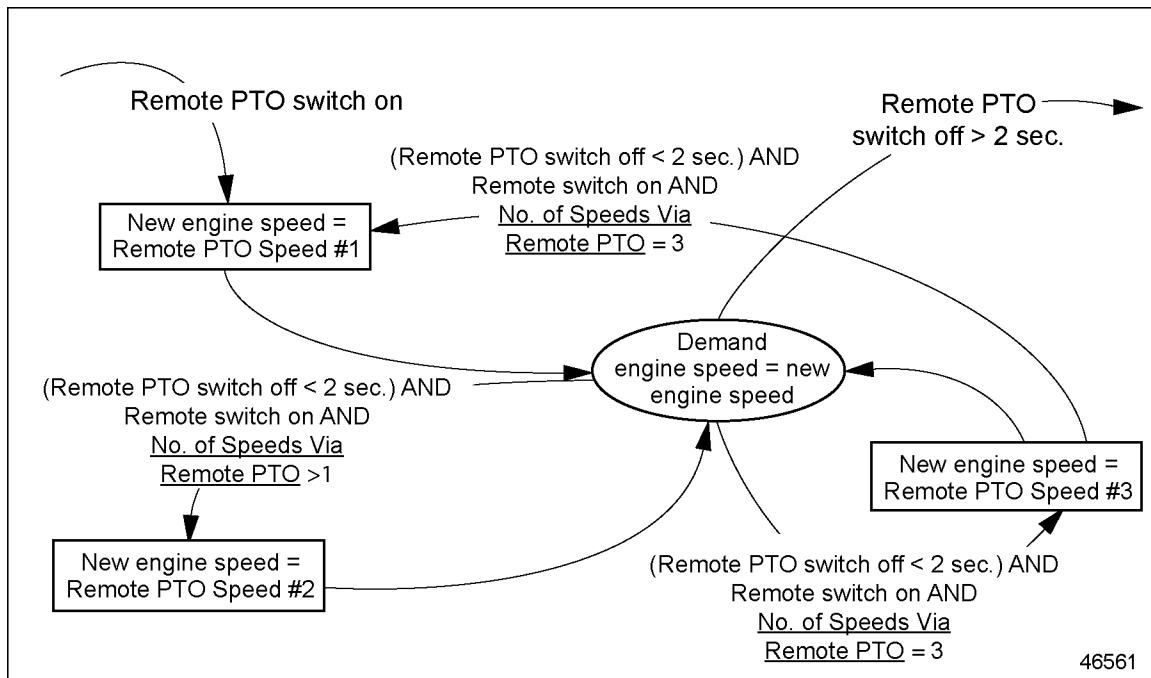 Remote PTO switch on
Remote PTO
switch off > 2 sec.
(Remote PTO switch off < 2 sec.) AND
Remote switch on AND
No. of Speeds Via
Remote PTO = 3
New engine speed =
Remote PTO Speed #1
Demand
engine speed = new
engine speed
(Remote PTO switch off < 2 sec.) AND
Remote switch on AND
No. of Speeds Via
Remote PTO >1
New engine speed =
Remote PTO Speed #3
New engine speed =
Remote PTO Speed #2
(Remote PTO switch off < 2 sec.) AND
Remote switch on AND
No. of Speeds Via
Remote PTO = 3
46561